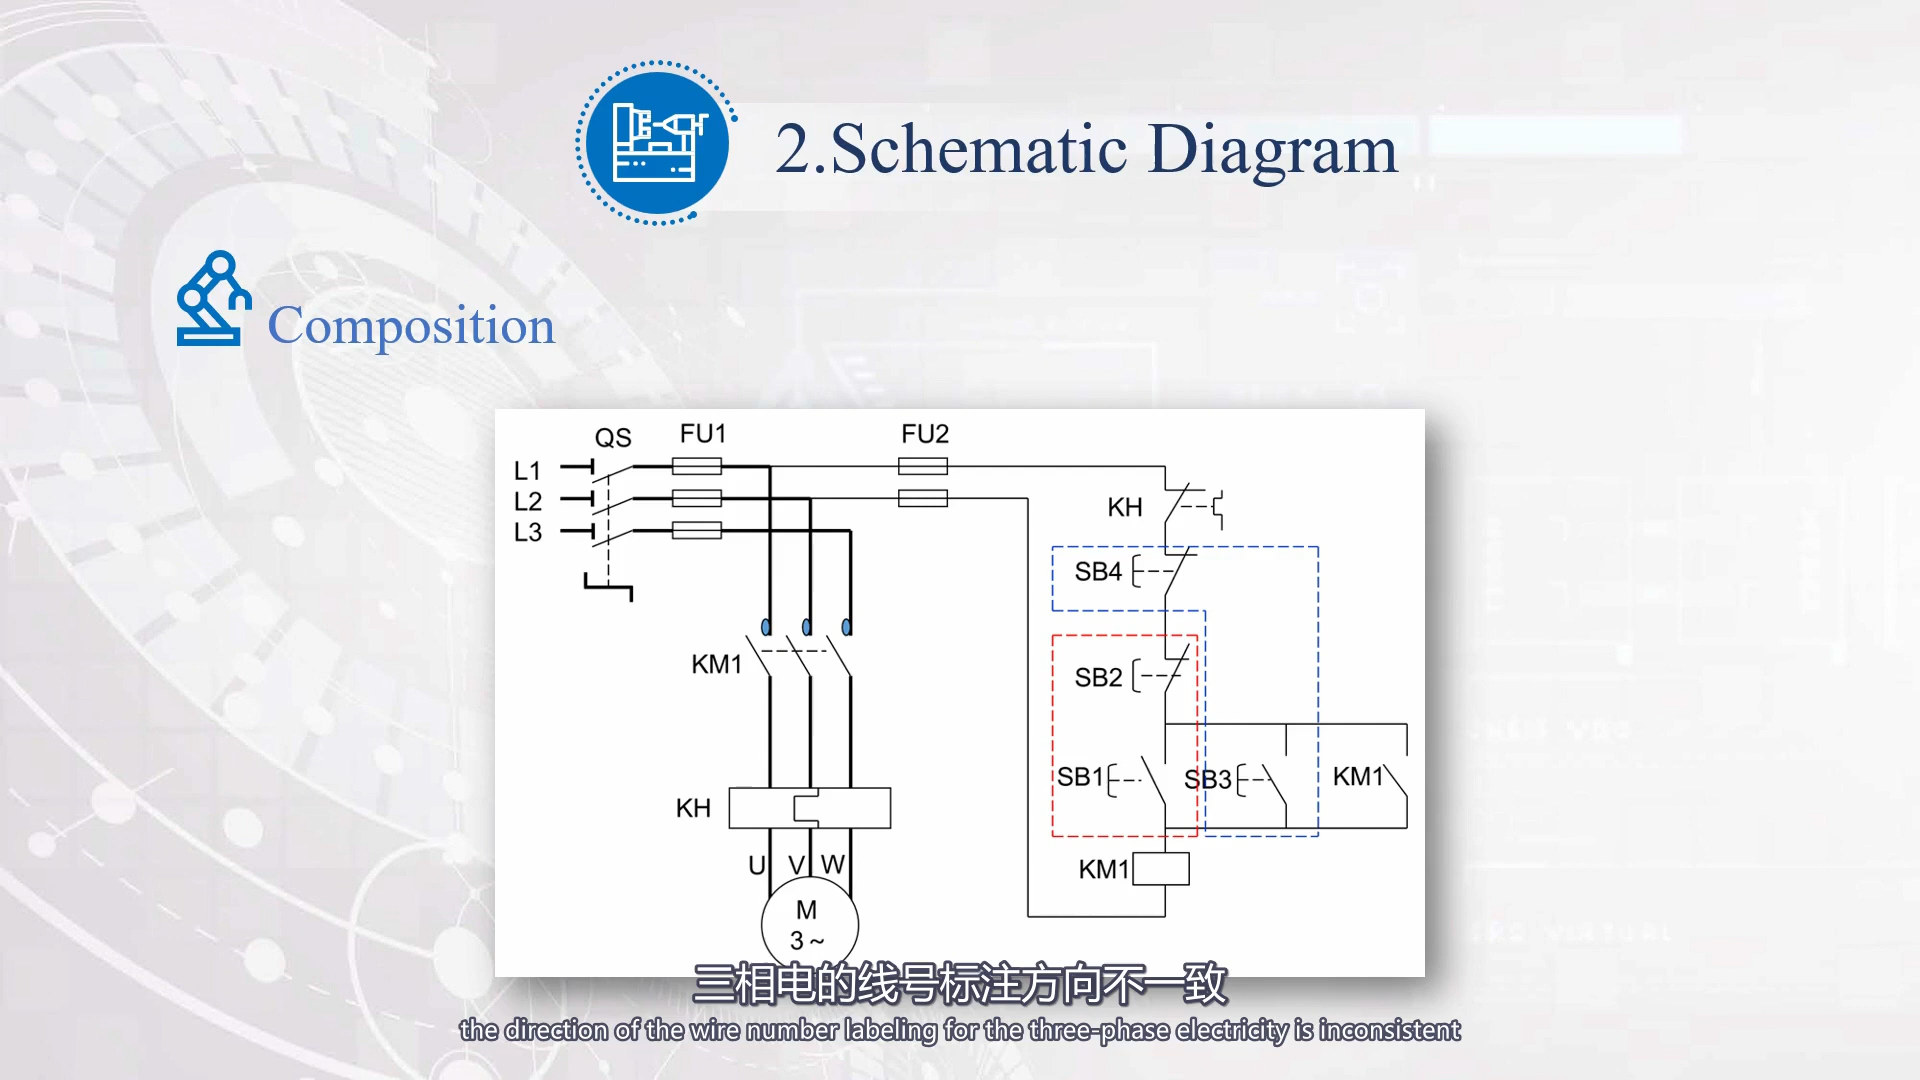 2.Schematic Diagram
Composition
QS
FU1
FU2
L1
L2
L3
KH
SB4
KM1
SB2
SB1
SB3
KM1
KH
U
V
W
KM1
M
3~
三相电的线号标注方向不一致
the direction of the wire number labeling for the three-phase electricity is inconsistent